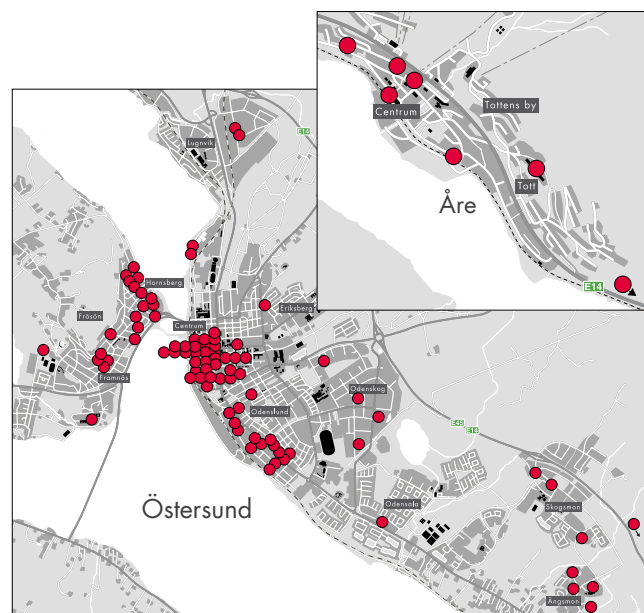 Centrum
Tottens by
Tott
Åre
E14
E14
Lugnvik
Hornsberg
Frösön
Eriksberg
Centrum
Framnäs
Odenskog
Odenslund
E45
E14
Östersund
Odensala
Skogsmon
Ängsmon